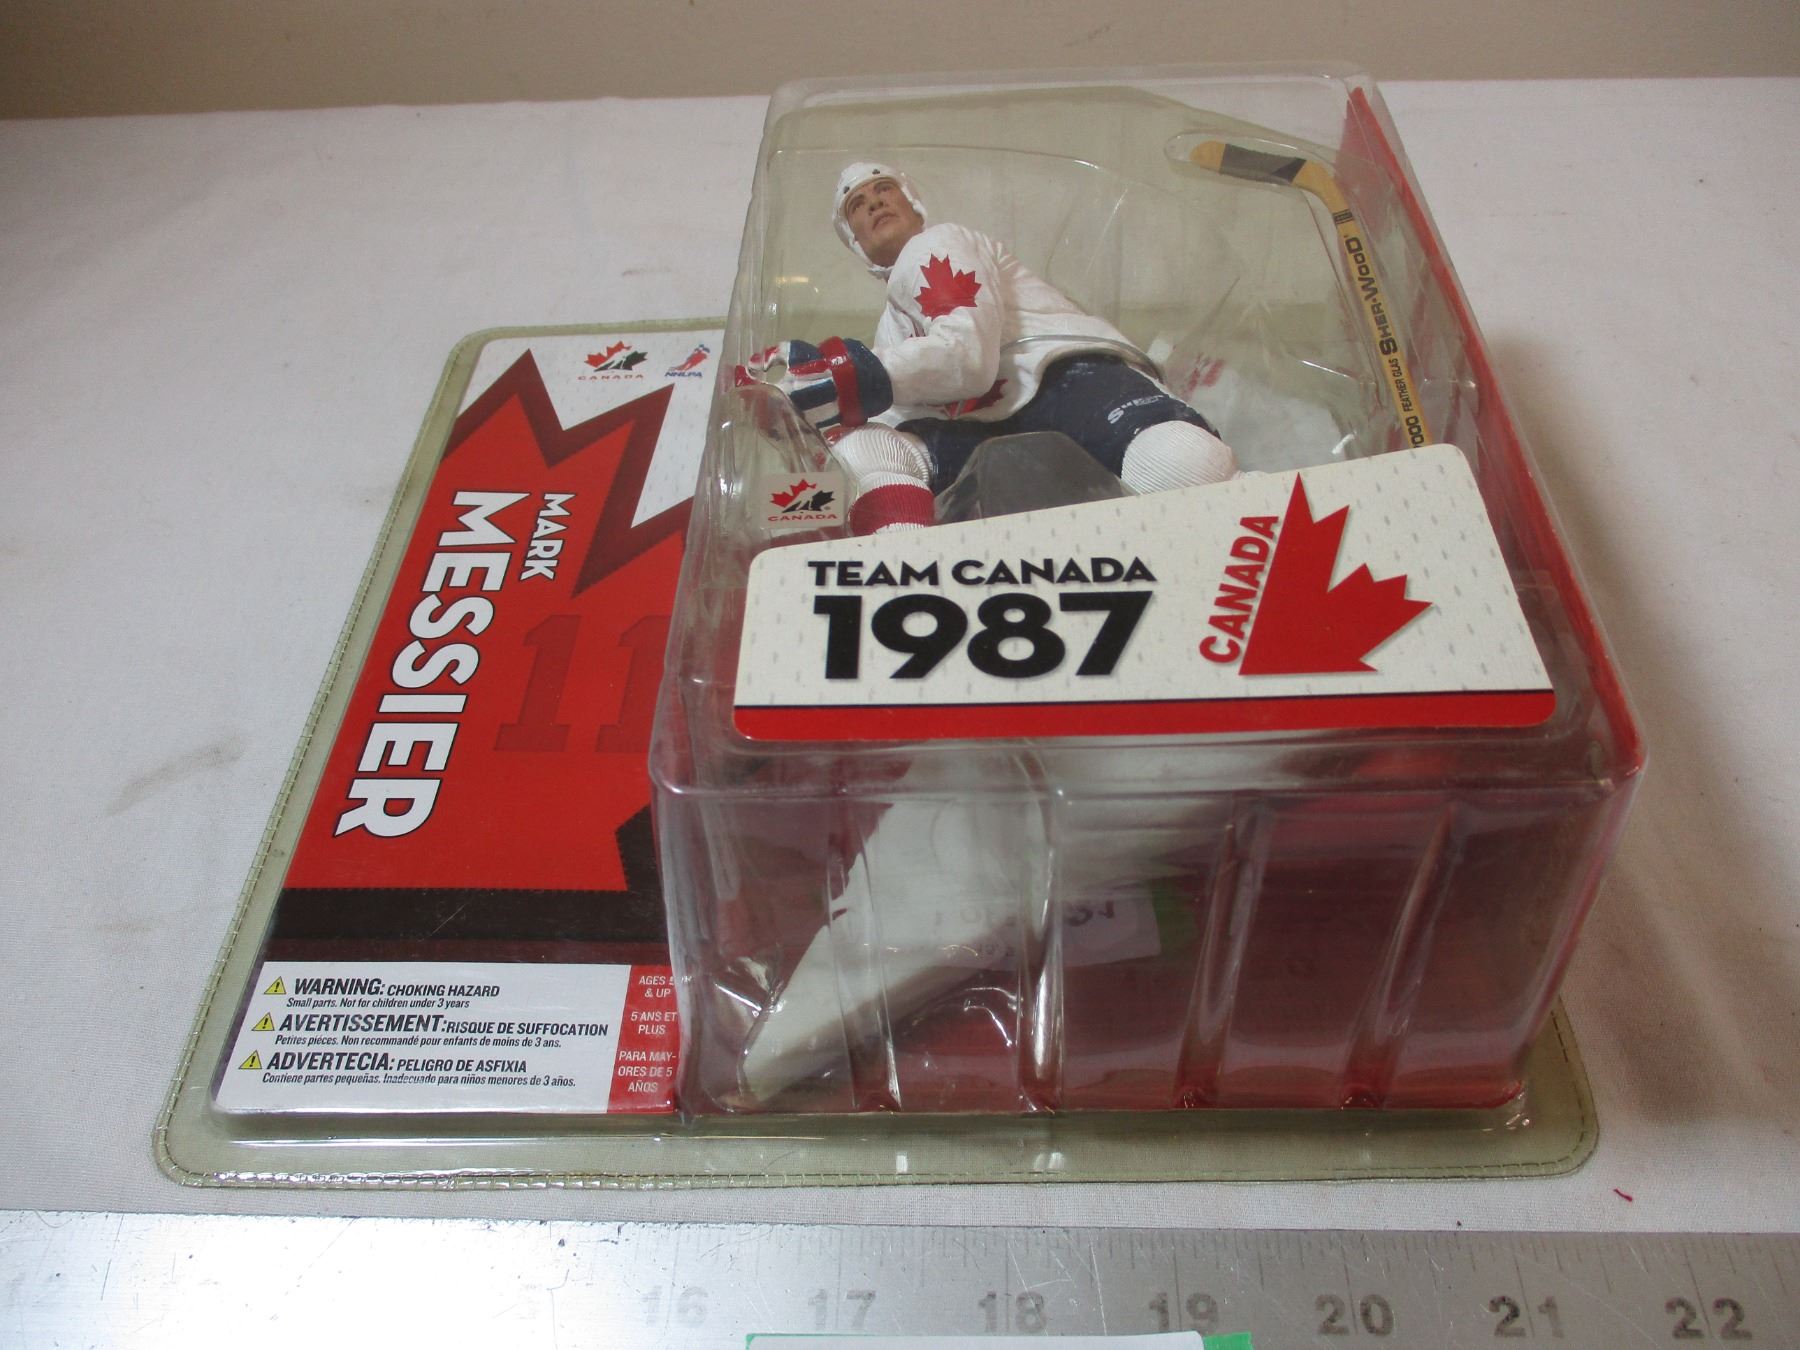 CANADA
NHLPA
MARK
MESSIER
11
CANADA
SHER-WOOD
FEATHER GLAS
TEAM CANADA
1987
CANADA
WARNING: CHOKING HAZARD
Small parts. Not for children under 3 years
AVERTISSEMENT: RISQUE DE SUFFOCATION
Petites pièces. Non recommandé pour enfants de moins de 3 ans.
ADVERTECIA: PELIGRO DE ASFIXIA
Contiene partes pequeñas. Inadecuado para niños menores de 3 años.
AGES 5
& UP
5 ANS ET
PLUS
PARA MAY-
ORES DE 5
AÑOS
16 17 18 19 20 21 22